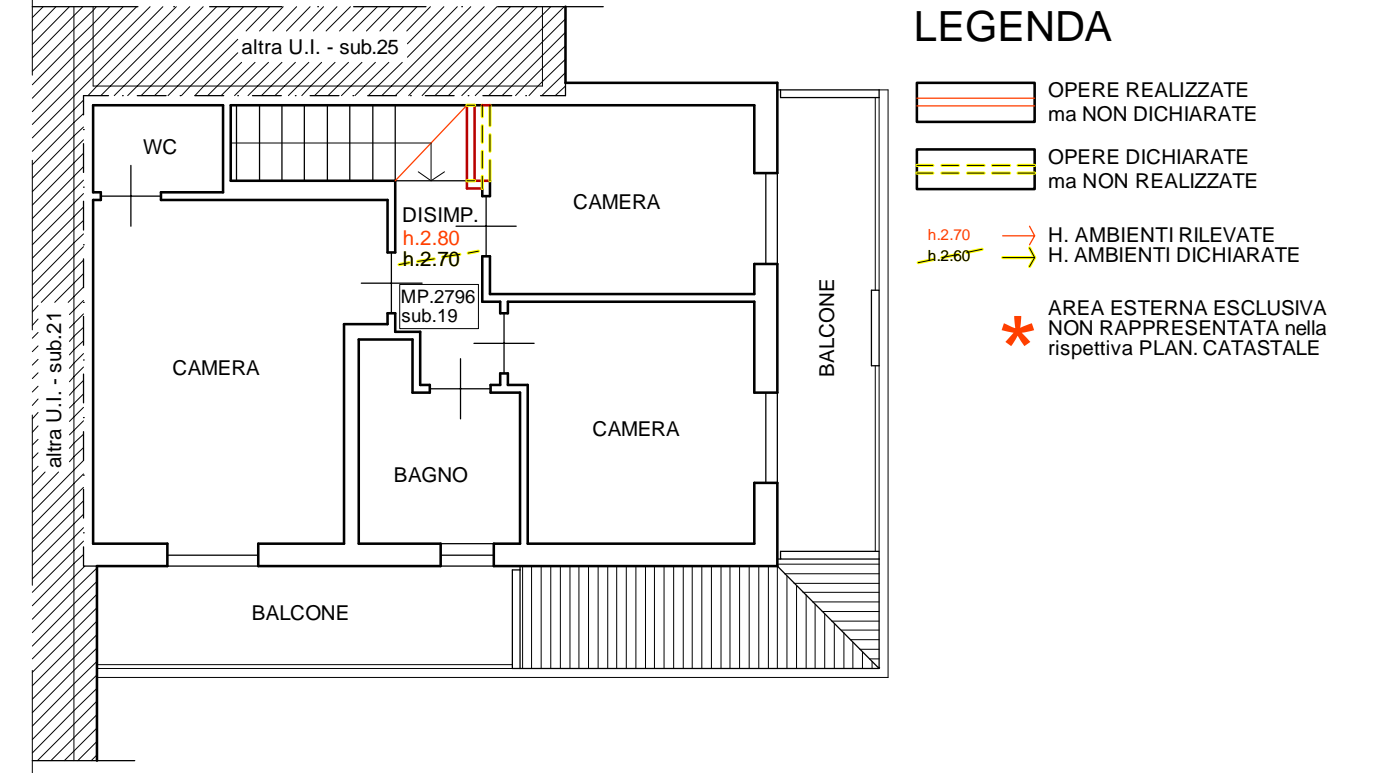 altra U.I. - sub.25
WC
CAMERA
DISIMP.
h.2.80
h.2.70
MP.2796
sub.19
CAMERA
CAMERA
BAGNO
BALCONE
BALCONE
altra U.I. - sub.21
LEGENDA
OPERE REALIZZATE
ma NON DICHIARATE
OPERE DICHIARATE
ma NON REALIZZATE
h.2.70 H. AMBIENTI RILEVATE
h.2.60 H. AMBIENTI DICHIARATE
* AREA ESTERNA ESCLUSIVA
NON RAPPRESENTATA nella
rispettiva PLAN. CATASTALE